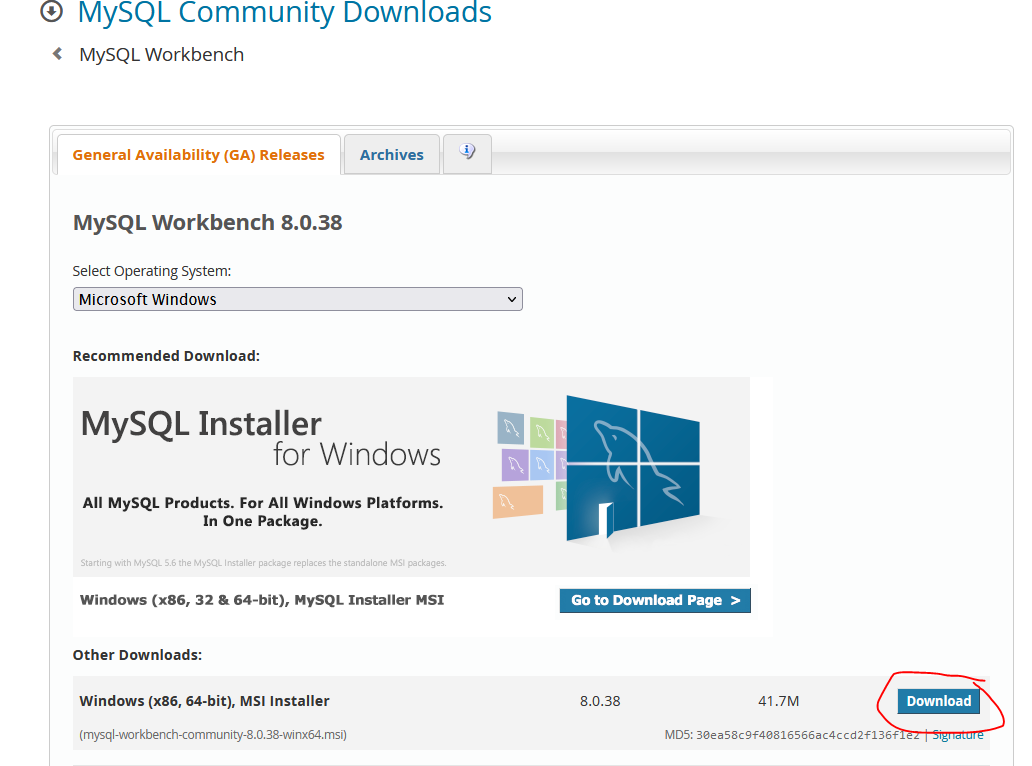 MySQL Community Downloads
MySQL Workbench
General Availability (GA) Releases
Archives
i
MySQL Workbench 8.0.38
Select Operating System:
Microsoft Windows
Recommended Download:
MySQL Installer
for Windows
All MySQL Products. For All Windows Platforms.
In One Package.
Starting with MySQL 5.6 the MySQL Installer package replaces the standalone MSI packages.
Windows (x86, 32 & 64-bit), MySQL Installer MSI
Go to Download Page >
Other Downloads:
Windows (x86, 64-bit), MSI Installer 8.0.38 41.7M Download
(mysql-workbench-community-8.0.38-winx64.msi) MD5: 30ea58c9f40816566ac4ccd2f136f1e2 | Signature